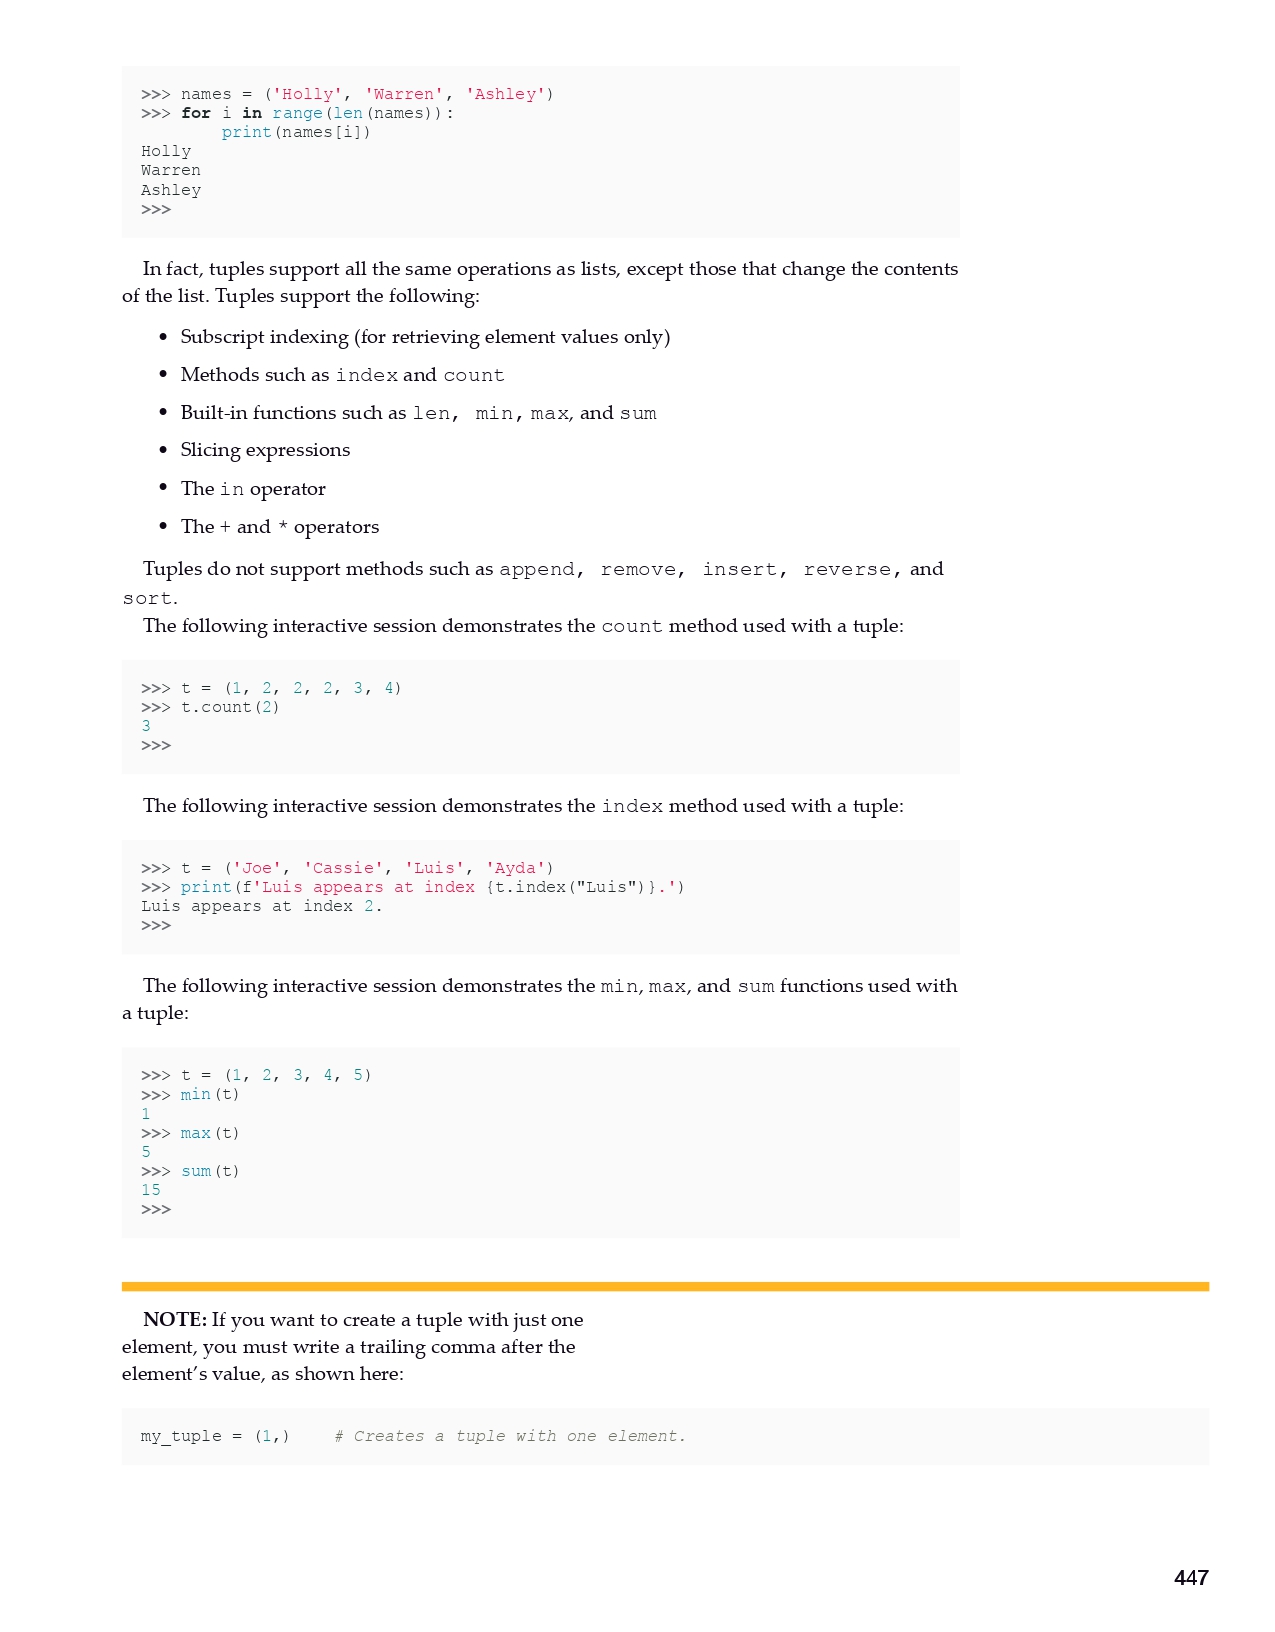 >>> names = ('Holly', 'Warren', 'Ashley')
>>> for i in range(len(names)):
        print(names[i])
Holly
Warren
Ashley
>>>
In fact, tuples support all the same operations as lists, except those that change the contents
of the list. Tuples support the following:
• Subscript indexing (for retrieving element values only)
• Methods such as index and count
• Built-in functions such as len, min, max, and sum
• Slicing expressions
• The in operator
• The + and * operators
Tuples do not support methods such as append, remove, insert, reverse, and
sort.
The following interactive session demonstrates the count method used with a tuple:
>>> t = (1, 2, 2, 2, 3, 4)
>>> t.count(2)
3
>>>
The following interactive session demonstrates the index method used with a tuple:
>>> t = ('Joe', 'Cassie', 'Luis', 'Ayda')
>>> print(f'Luis appears at index {t.index("Luis")}.')
Luis appears at index 2.
>>>
The following interactive session demonstrates the min, max, and sum functions used with
a tuple:
>>> t = (1, 2, 3, 4, 5)
>>> min(t)
1
>>> max(t)
5
>>> sum(t)
15
>>>
NOTE: If you want to create a tuple with just one
element, you must write a trailing comma after the
element’s value, as shown here:
my_tuple = (1,)    # Creates a tuple with one element.
447